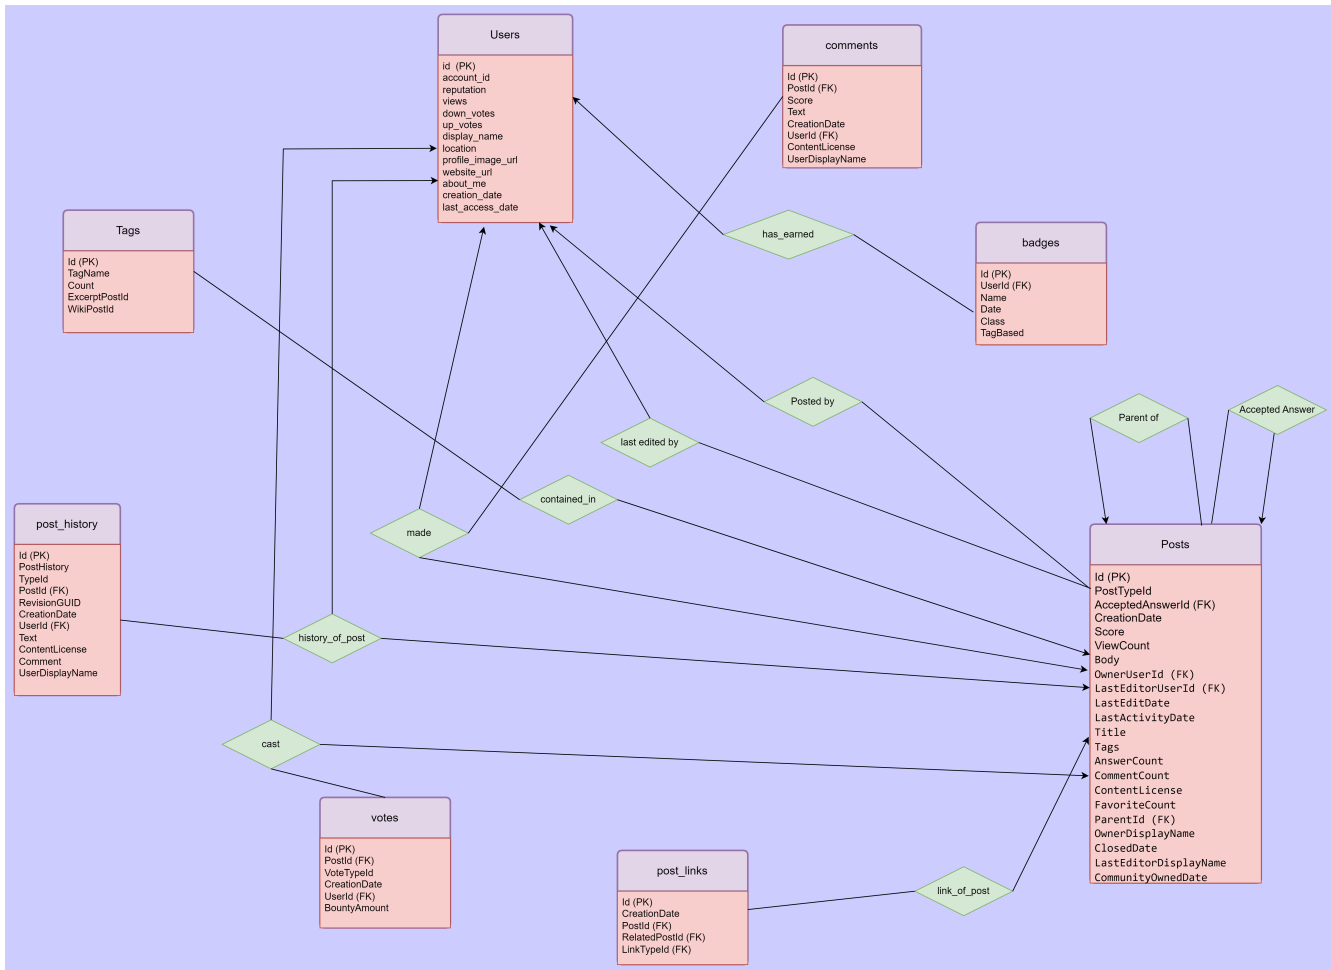 Users
id (PK)
account_id
reputation
views
down_votes
up_votes
display_name
location
profile_image_url
website_url
about_me
creation_date
last_access_date
comments
Id (PK)
PostId (FK)
Score
Text
CreationDate
UserId (FK)
ContentLicense
UserDisplayName
Tags
Id (PK)
TagName
Count
ExcerptPostId
WikiPostId
has_earned
badges
Id (PK)
UserId (FK)
Name
Date
Class
TagBased
Posted by
last edited by
Parent of
Accepted Answer
contained_in
made
post_history
Id (PK)
PostHistory
TypeId
PostId (FK)
RevisionGUID
CreationDate
UserId (FK)
Text
ContentLicense
Comment
UserDisplayName
history_of_post
Posts
Id (PK)
PostTypeId
AcceptedAnswerId (FK)
CreationDate
Score
ViewCount
Body
OwnerUserId (FK)
LastEditorUserId (FK)
LastEditDate
LastActivityDate
Title
Tags
AnswerCount
CommentCount
ContentLicense
FavoriteCount
ParentId (FK)
OwnerDisplayName
ClosedDate
LastEditorDisplayName
CommunityOwnedDate
cast
votes
Id (PK)
PostId (FK)
VoteTypeId
CreationDate
UserId (FK)
BountyAmount
post_links
Id (PK)
CreationDate
PostId (FK)
RelatedPostId (FK)
LinkTypeId (FK)
link_of_post